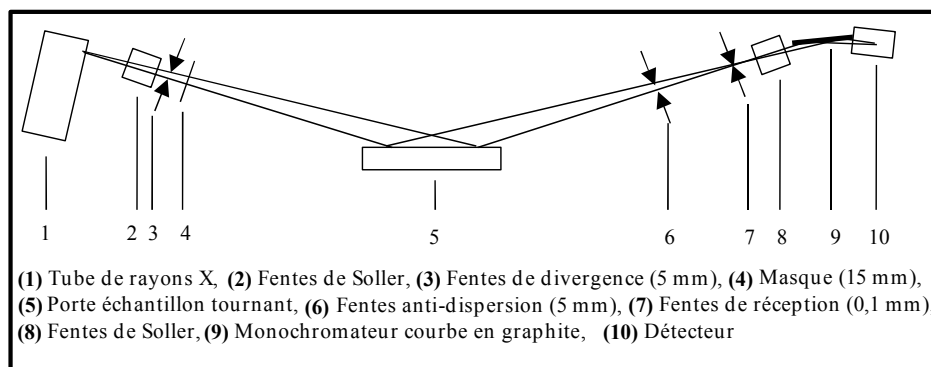 1 2 3 4 5 6 7 8 9 10
(1) Tube de rayons X, (2) Fentes de Soller, (3) Fentes de divergence (5 mm), (4) Masque (15 mm),
(5) Porte échantillon tournant, (6) Fentes anti-dispersion (5 mm), (7) Fentes de réception (0,1 mm),
(8) Fentes de Soller, (9) Monochromateur courbe en graphite, (10) Détecteur